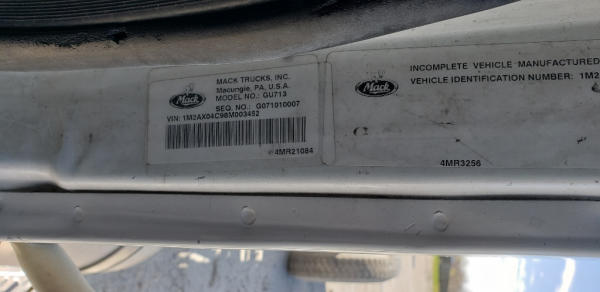 MACK TRUCKS, INC.
Macungie, PA, U.S.A.
MODEL NO.: GU713
SEQ. NO.: G071010007
Mack
VIN: 1M2AX04C98M003452
4MR21084
Mack
INCOMPLETE VEHICLE MANUFACTURED
VEHICLE IDENTIFICATION NUMBER: 1M2
4MR3256